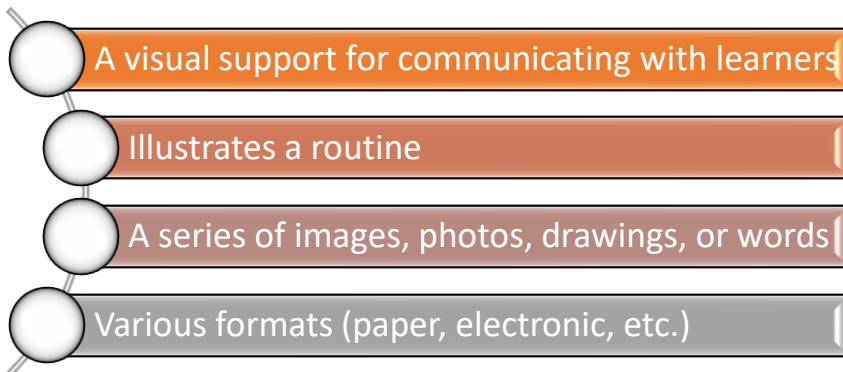 A visual support for communicating with learners
Illustrates a routine
A series of images, photos, drawings, or words
Various formats (paper, electronic, etc.)